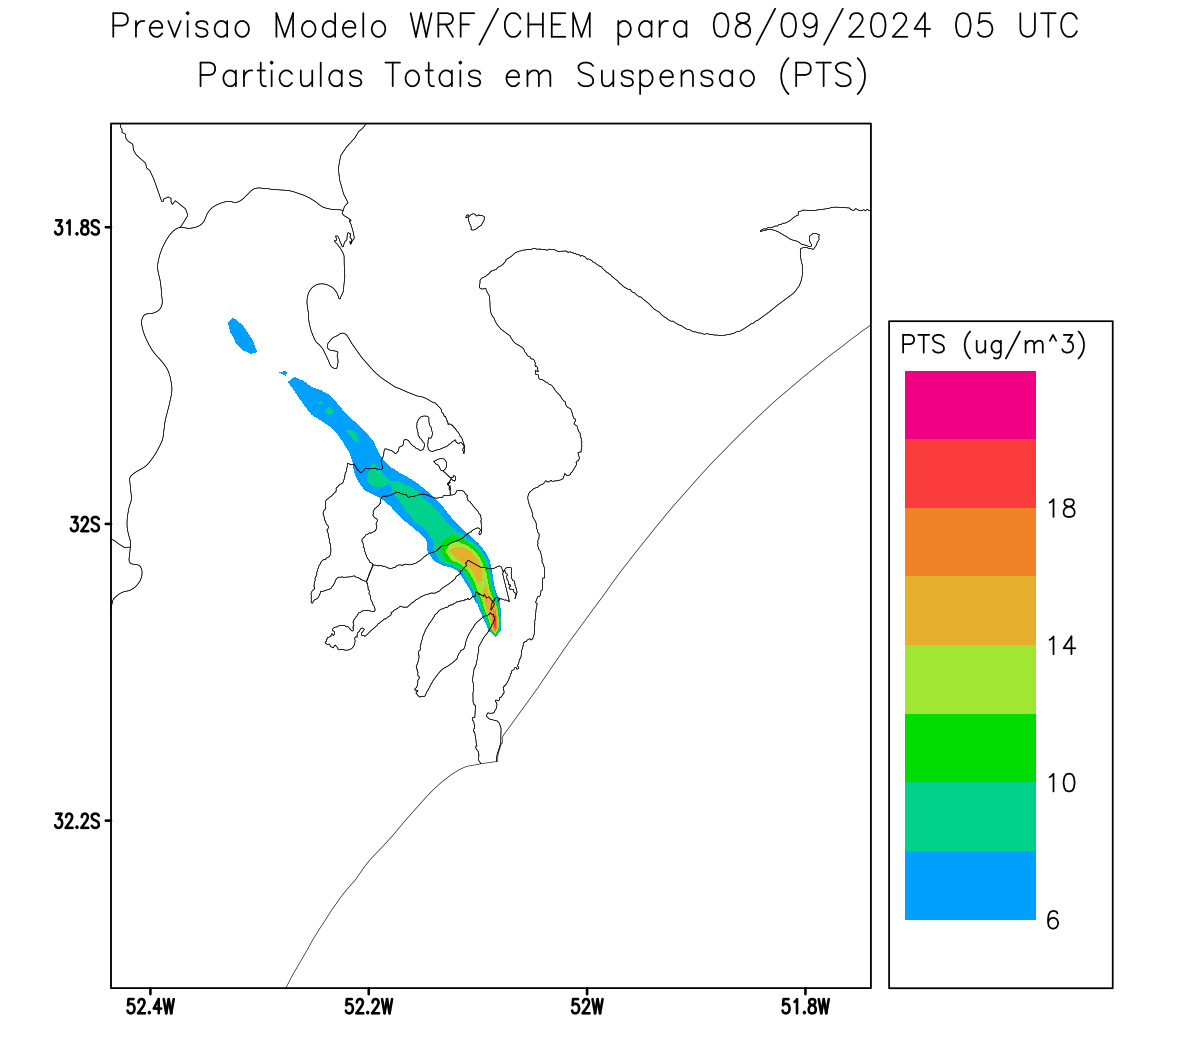 Previsao Modelo WRF/CHEM para 08/09/2024 05 UTC
Particulas Totais em Suspensao (PTS)
31.8S
32S
32.2S
52.4W
52.2W
52W
51.8W
PTS (ug/m^3)
18
14
10
6